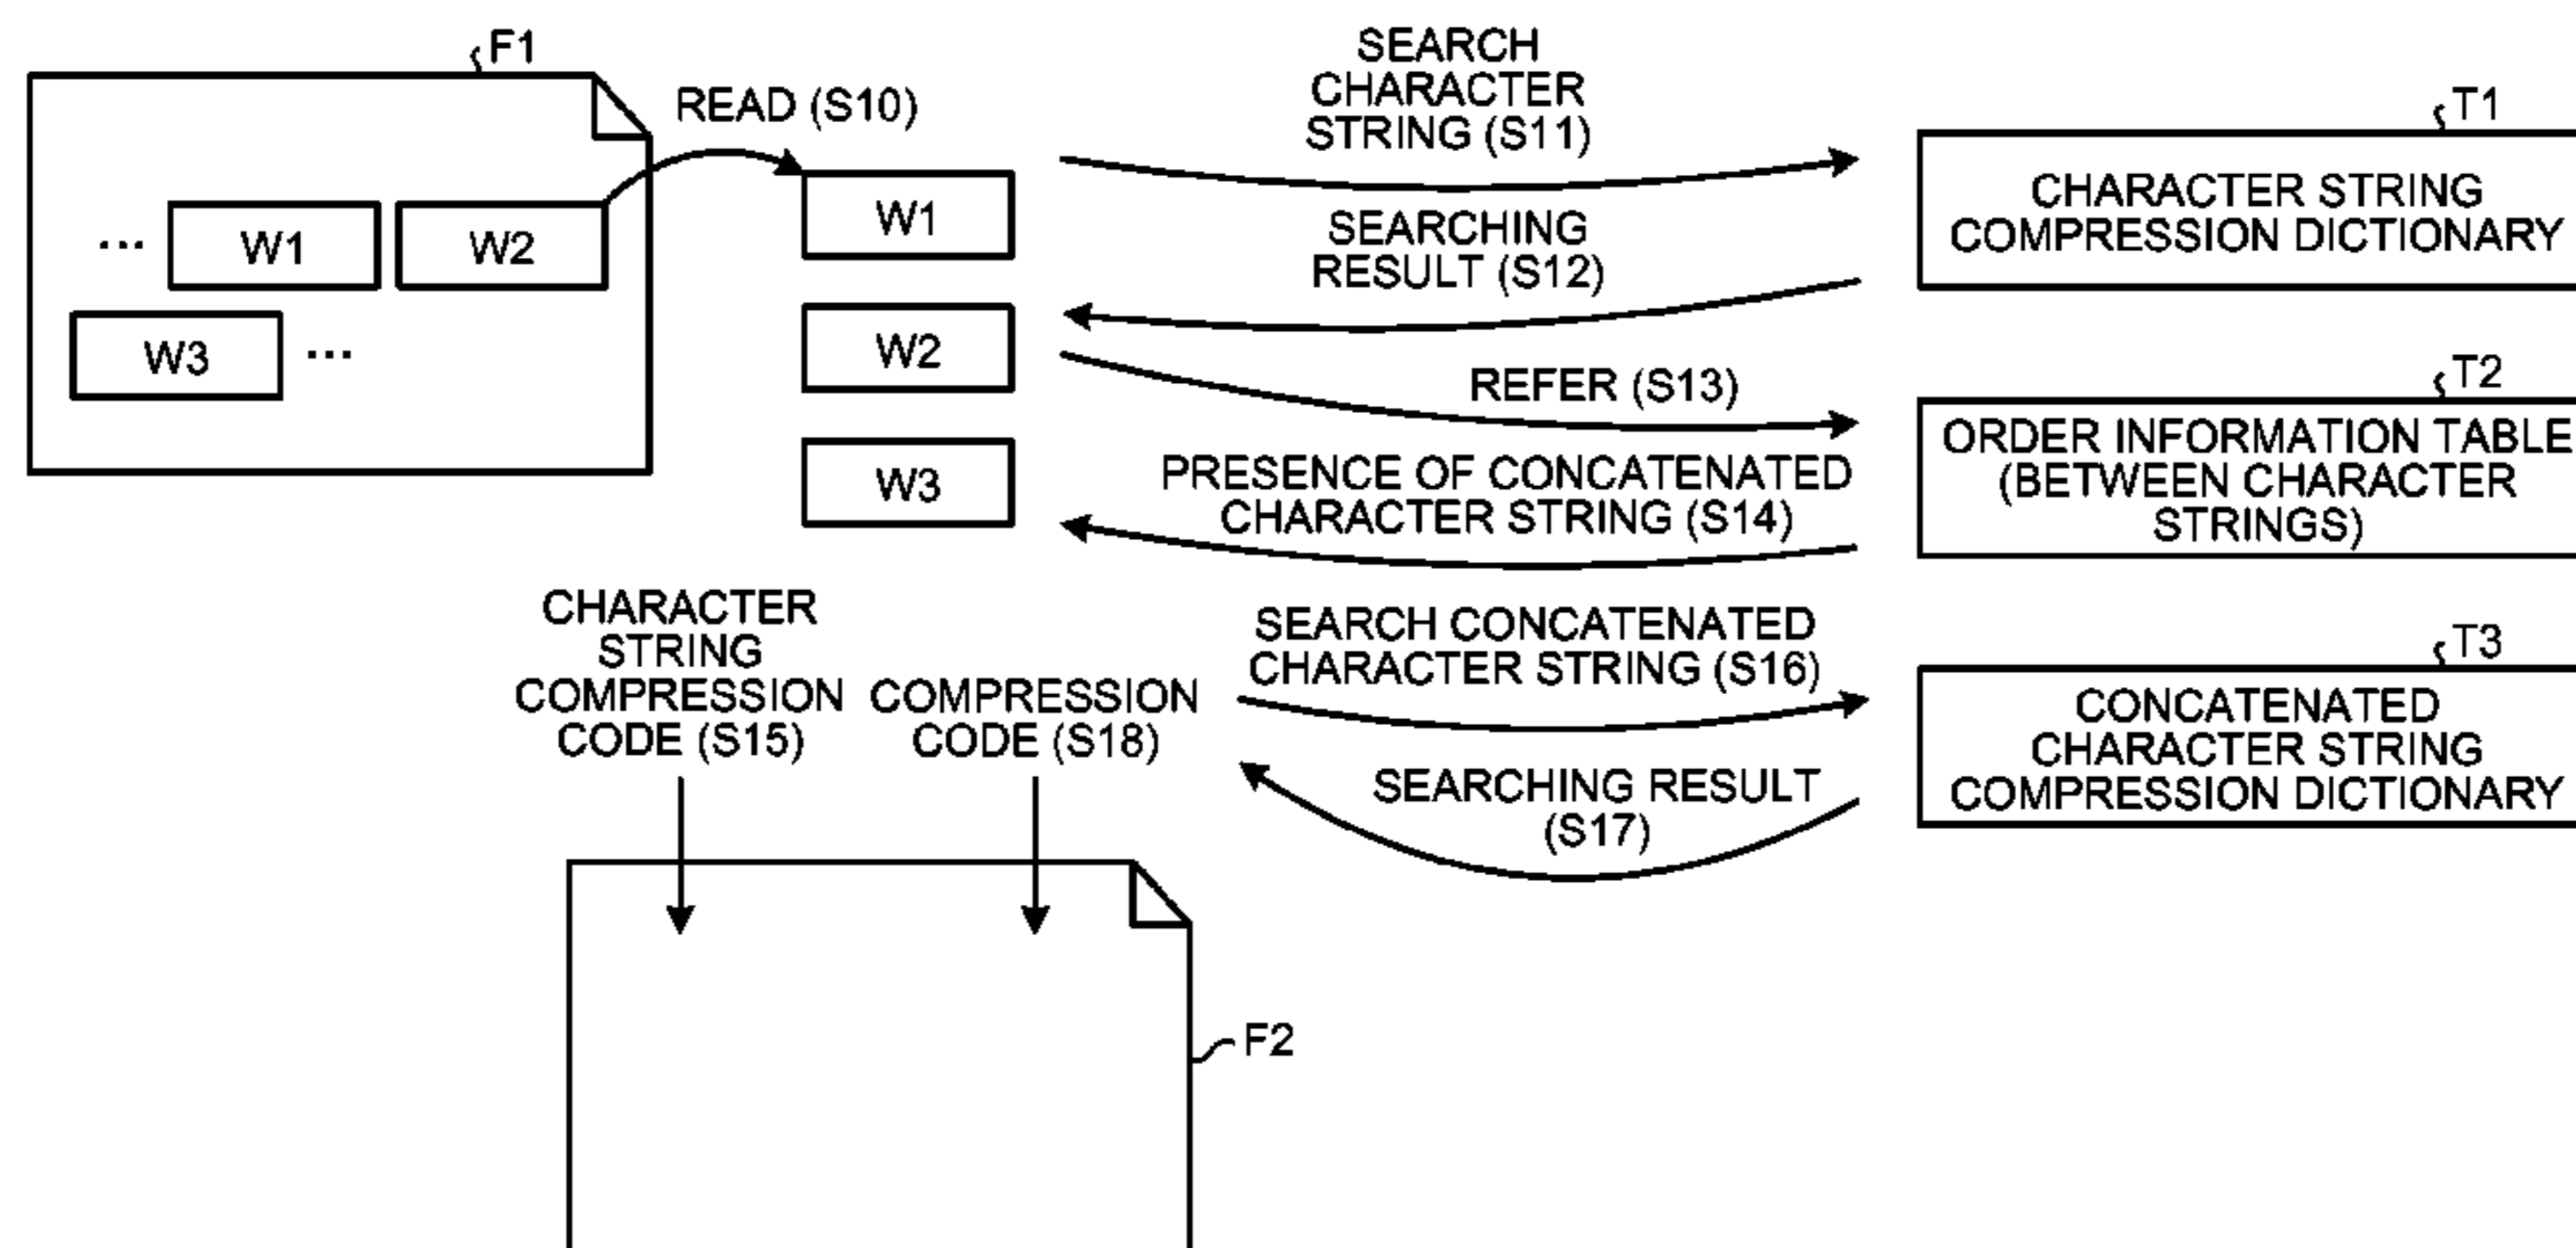 F1
READ (S10)
... W1 W2
W3 ...
W1
W2
W3
SEARCH
CHARACTER
STRING (S11)
SEARCHING
RESULT (S12)
T1
CHARACTER STRING
COMPRESSION DICTIONARY
REFER (S13)
PRESENCE OF CONCATENATED
CHARACTER STRING (S14)
T2
ORDER INFORMATION TABLE
(BETWEEN CHARACTER
STRINGS)
CHARACTER
STRING
COMPRESSION
CODE (S15)
COMPRESSION
CODE (S18)
SEARCH CONCATENATED
CHARACTER STRING (S16)
SEARCHING RESULT
(S17)
T3
CONCATENATED
CHARACTER STRING
COMPRESSION DICTIONARY
F2